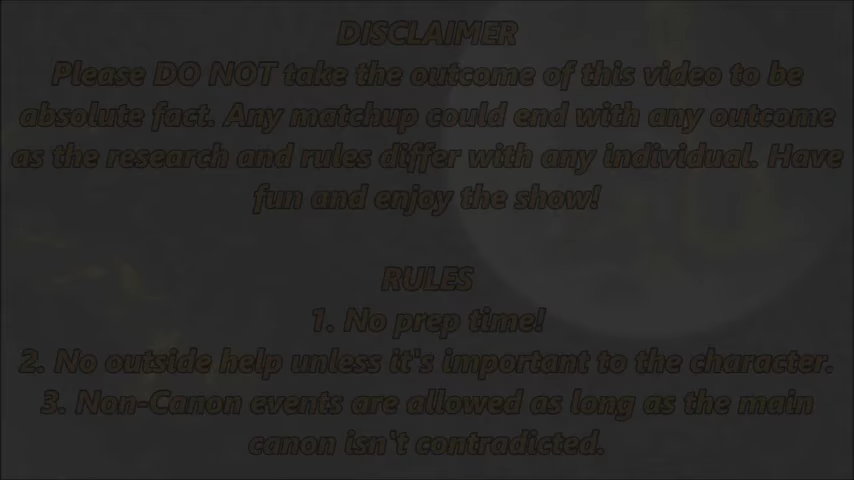 DISCLAIMER
Please DO NOT take the outcome of this video to be
absolute fact. Any matchup could end with any outcome
as the research and rules differ with any individual. Have
fun and enjoy the show!
RULES
1. No prep time!
2. No outside help unless it's important to the character.
3. Non-Canon events are allowed as long as the main
canon isn't contradicted.